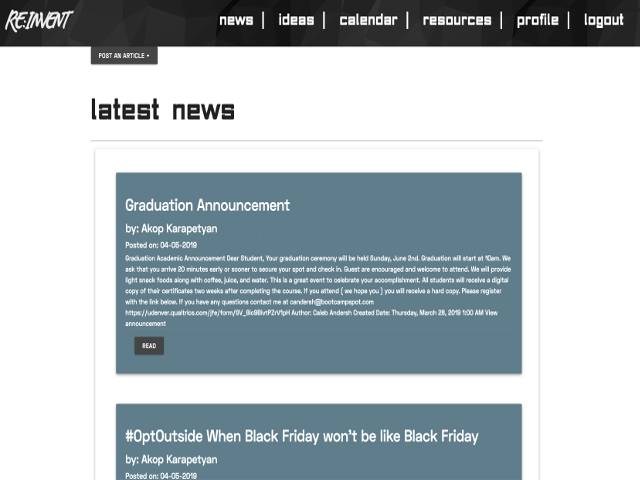 RE:INVENT
news | ideas | calendar | resources | profile | logout
POST AN ARTICLE +
latest news
Graduation Announcement
by: Akop Karapetyan
Posted on: 04-05-2019
Graduation Academic Announcement Dear Student, Your graduation ceremony will be held Sunday, June 2nd. Graduation will start at 10am. We
ask that you arrive 20 minutes early or sooner to secure your spot and check in. Guest are encouraged and welcome to attend. We will provide
light snack foods along with coffee, juice, and water. This is a great event to celebrate your accomplishment. All students will receive a digital
copy of their certificates two weeks after completing the course. If you attend ( we hope you ) you will receive a hard copy. Please register
with the link below. If you have any questions contact me at candersh@bootcampspot.com
Author: Caleb Andersh Created Date: Thursday, March 28, 2019 1:00 AM View
announcement
READ
#OptOutside When Black Friday won't be like Black Friday
by: Akop Karapetyan
Posted on: 04-05-2019